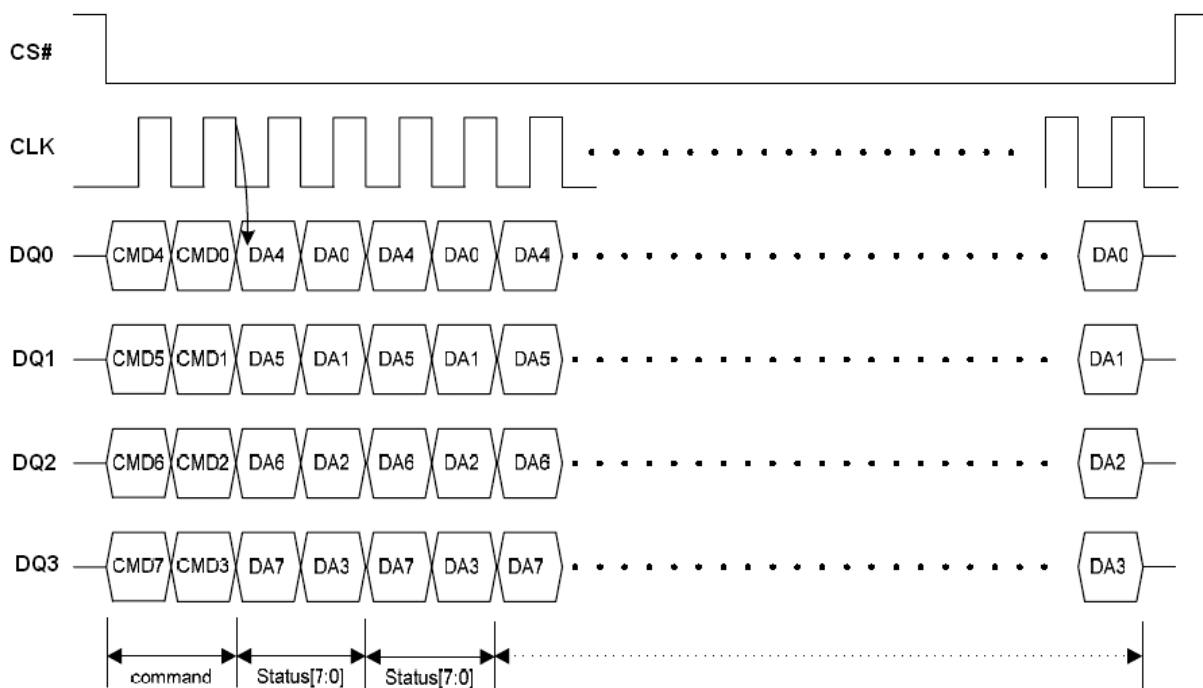 CS#
CLK
DQ0 CMD4 CMD0 DA4 DA0 DA4 DA0 DA4 DA0
DQ1 CMD5 CMD1 DA5 DA1 DA5 DA1 DA5 DA1
DQ2 CMD6 CMD2 DA6 DA2 DA6 DA2 DA6 DA2
DQ3 CMD7 CMD3 DA7 DA3 DA7 DA3 DA7 DA3
command Status[7:0] Status[7:0]